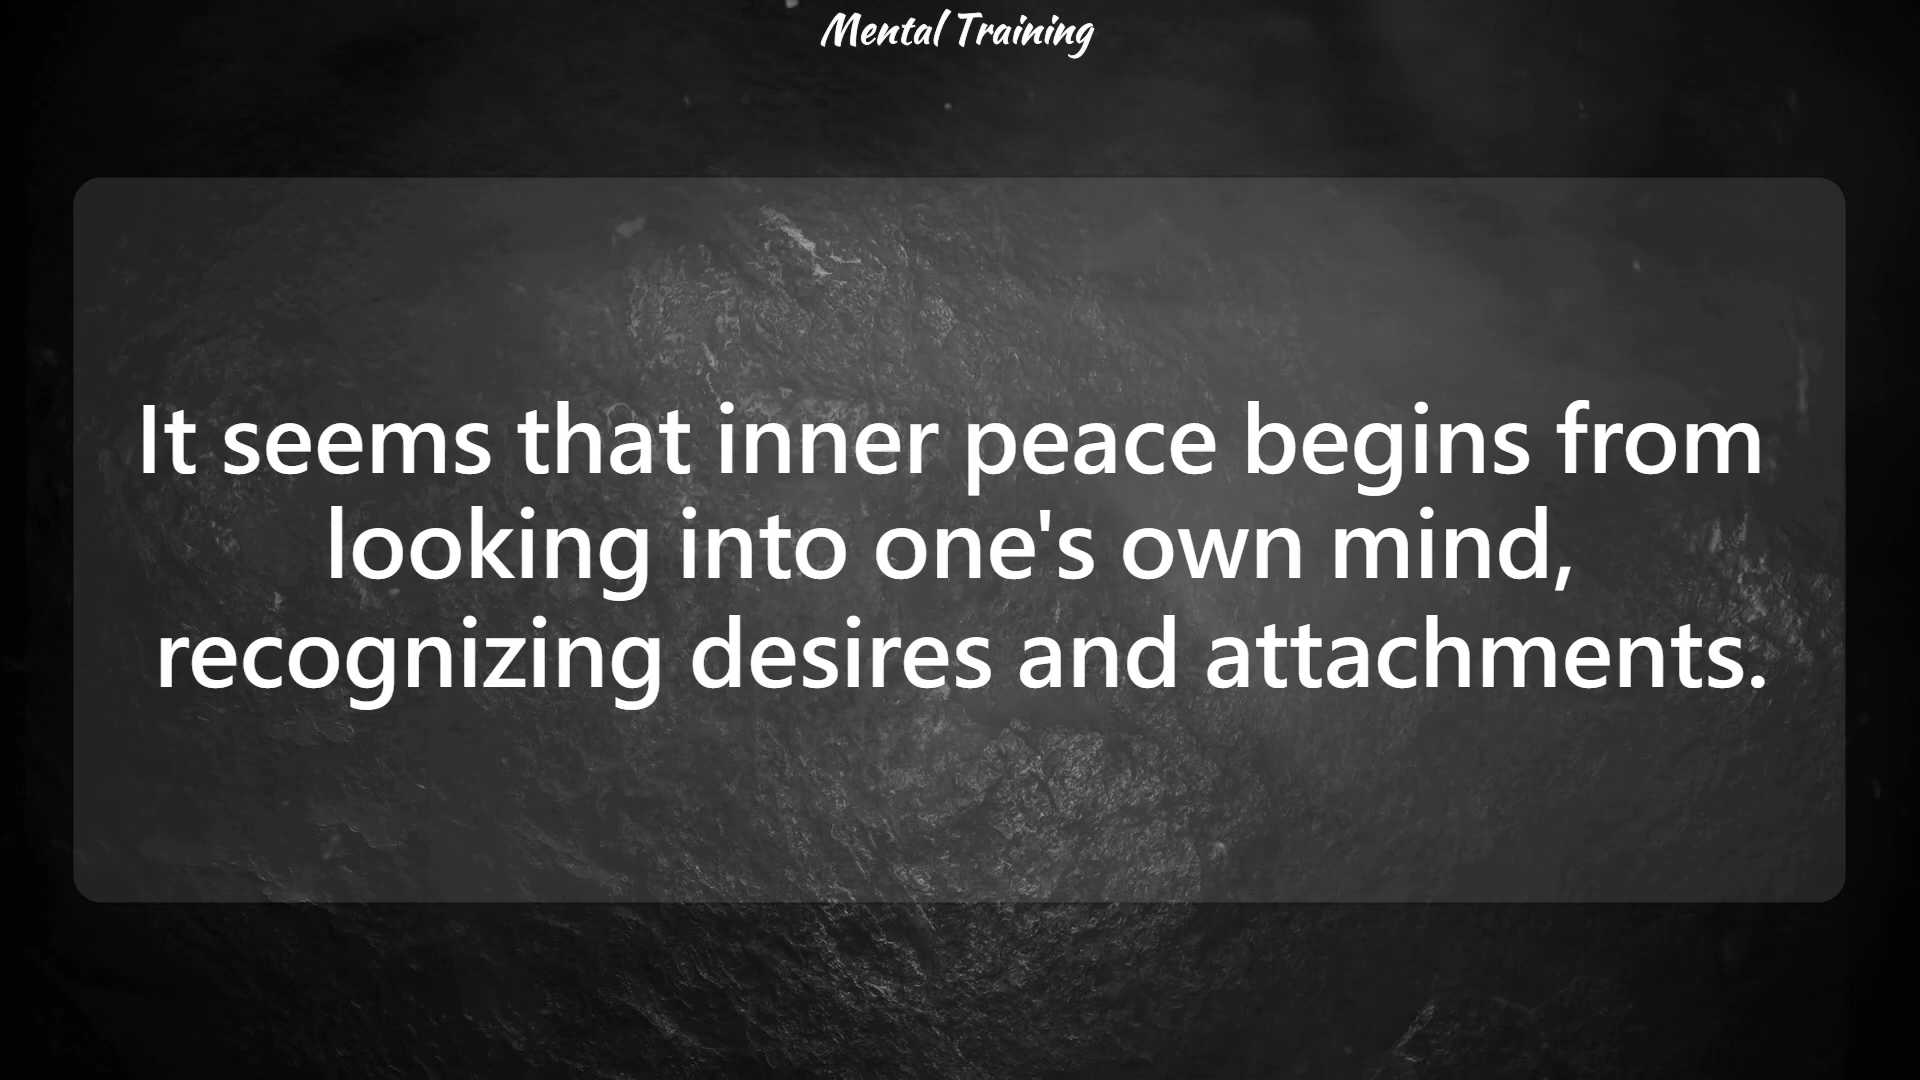 Mental Training
It seems that inner peace begins from
looking into one's own mind,
recognizing desires and attachments.